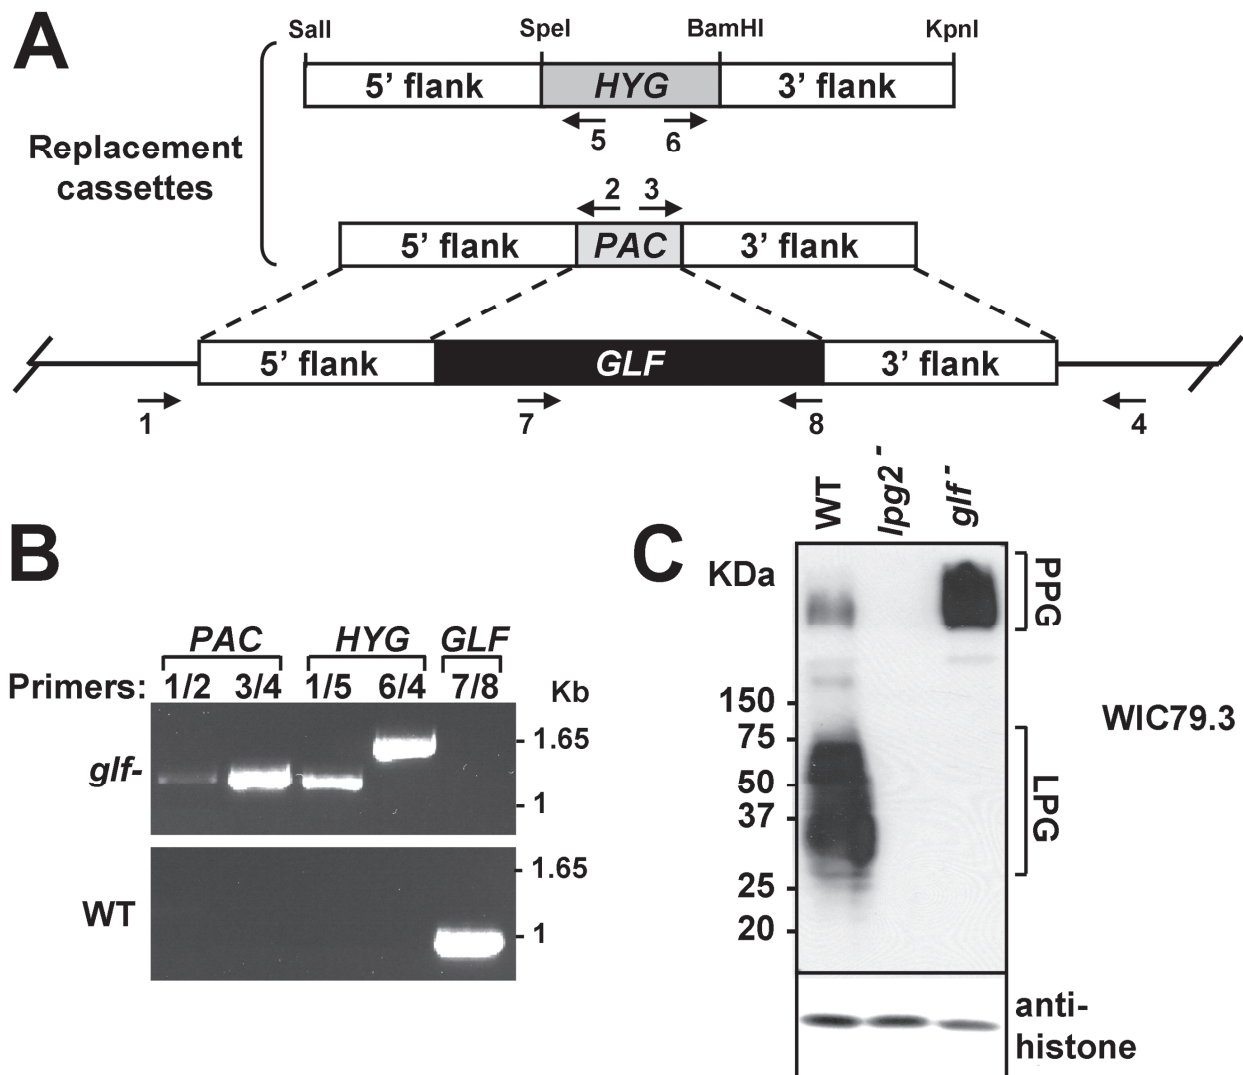 A
SalI SpeI BamHI KpnI
5’ flank HYG 3’ flank
5 6
Replacement
cassettes
2 3
5’ flank PAC 3’ flank
5’ flank GLF 3’ flank
1 7 8 4
B
PAC HYG GLF
Primers: 1/2 3/4 1/5 6/4 7/8 Kb
glf-
1.65
1
WT
1.65
1
C
WT lpg2- glf-
KDa
150
75
50
37
25
20
PPG
LPG
WIC79.3
anti-
histone